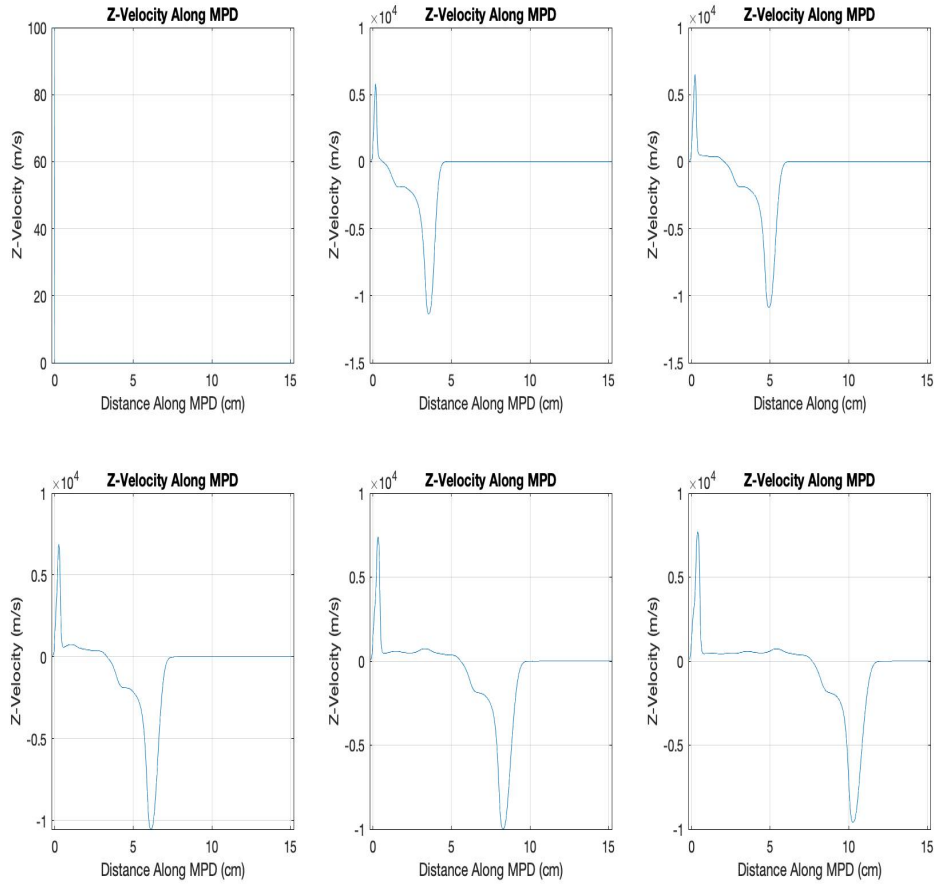 Z-Velocity Along MPD
100
80
60
40
20
0
Z-Velocity (m/s)
0 5 10 15
Distance Along MPD (cm)
Z-Velocity Along MPD
×10⁴
1
0.5
0
-0.5
-1
-1.5
Z-Velocity (m/s)
0 5 10 15
Distance Along MPD (cm)
Z-Velocity Along MPD
×10⁴
1
0.5
0
-0.5
-1
-1.5
Z-Velocity (m/s)
0 5 10 15
Distance Along (cm)
Z-Velocity Along MPD
×10⁴
1
0.5
0
-0.5
-1
Z-Velocity (m/s)
0 5 10 15
Distance Along MPD (cm)
Z-Velocity Along MPD
×10⁴
1
0.5
0
-0.5
-1
Z-Velocity (m/s)
0 5 10 15
Distance Along MPD (cm)
Z-Velocity Along MPD
×10⁴
1
0.5
0
-0.5
-1
Z-Velocity (m/s)
0 5 10 15
Distance Along MPD (cm)